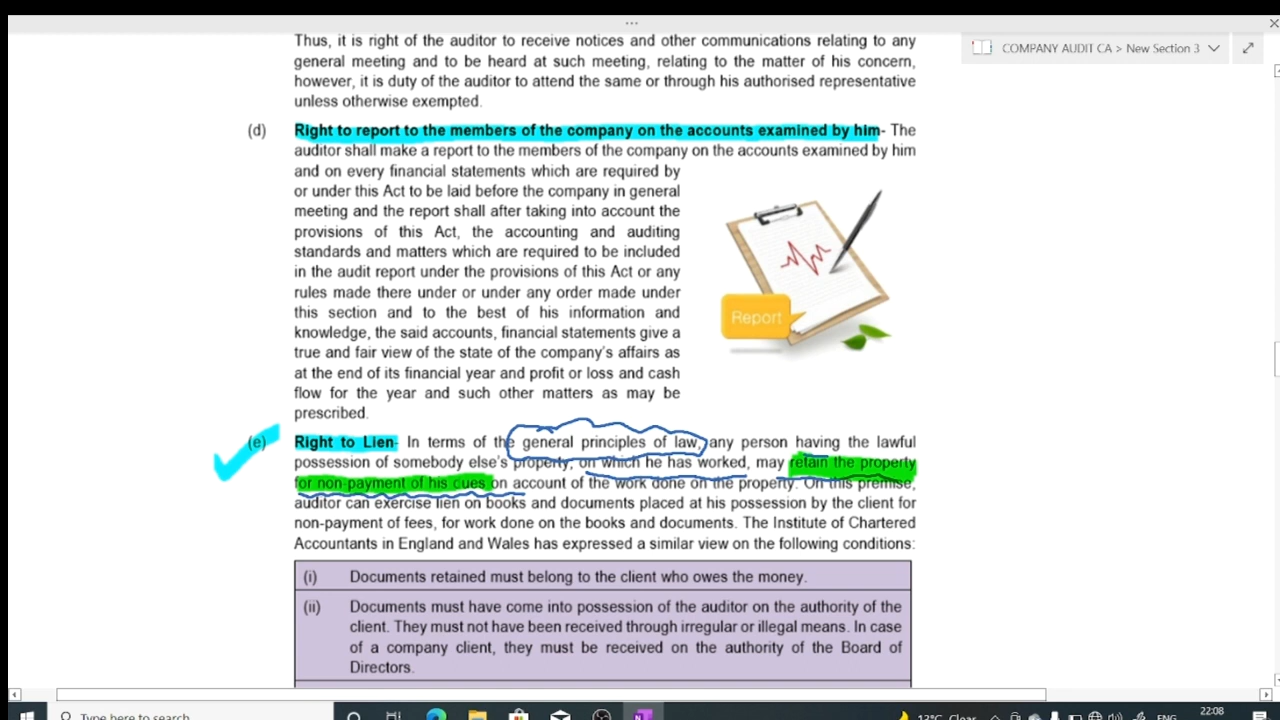 COMPANY AUDIT CA > New Section 3
Thus, it is right of the auditor to receive notices and other communications relating to any
general meeting and to be heard at such meeting, relating to the matter of his concern,
however, it is duty of the auditor to attend the same or through his authorised representative
unless otherwise exempted.
(d) Right to report to the members of the company on the accounts examined by him- The
auditor shall make a report to the members of the company on the accounts examined by him
and on every financial statements which are required by
or under this Act to be laid before the company in general
meeting and the report shall after taking into account the
provisions of this Act, the accounting and auditing
standards and matters which are required to be included
in the audit report under the provisions of this Act or any
rules made there under or under any order made under
this section and to the best of his information and
knowledge, the said accounts, financial statements give a
true and fair view of the state of the company's affairs as
at the end of its financial year and profit or loss and cash
flow for the year and such other matters as may be
prescribed.
Report
(e) Right to Lien- In terms of the general principles of law, any person having the lawful
possession of somebody else's property, on which he has worked, may retain the property
for non-payment of his dues on account of the work done on the property. On this premise,
auditor can exercise lien on books and documents placed at his possession by the client for
non-payment of fees, for work done on the books and documents. The Institute of Chartered
Accountants in England and Wales has expressed a similar view on the following conditions:
(i) Documents retained must belong to the client who owes the money.
(ii) Documents must have come into possession of the auditor on the authority of the
client. They must not have been received through irregular or illegal means. In case
of a company client, they must be received on the authority of the Board of
Directors.
Type here to search
13°C Clear
ENG
22:08